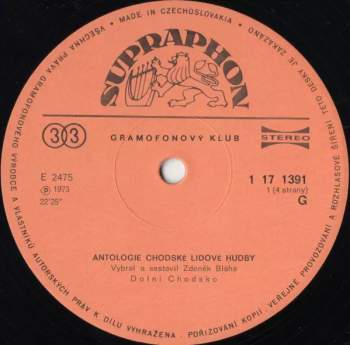 MADE IN CZECHOSLOVAKIA • VŠECHNA PRÁVA GRAMOFONOVÉHO VÝROBCE A VLASTNÍKŮ AUTORSKÝCH PRÁV K DÍLU VYHRAŽENA • POŘIZOVÁNÍ KOPIÍ, VEŘEJNÉ PROVOZOVÁNÍ A ROZHLASOVÉ ŠÍŘENÍ TÉTO DESKY JE ZAKÁZÁNO
SUPRAPHON
33
GRAMOFONOVÝ KLUB
STEREO
E 2475
℗ 1973
22'25"
1 17 1391
1 (4 strany)
G
ANTOLOGIE CHODSKÉ LIDOVÉ HUDBY
Vybral a sestavil Zdeněk Bláha
Dolní Chodsko